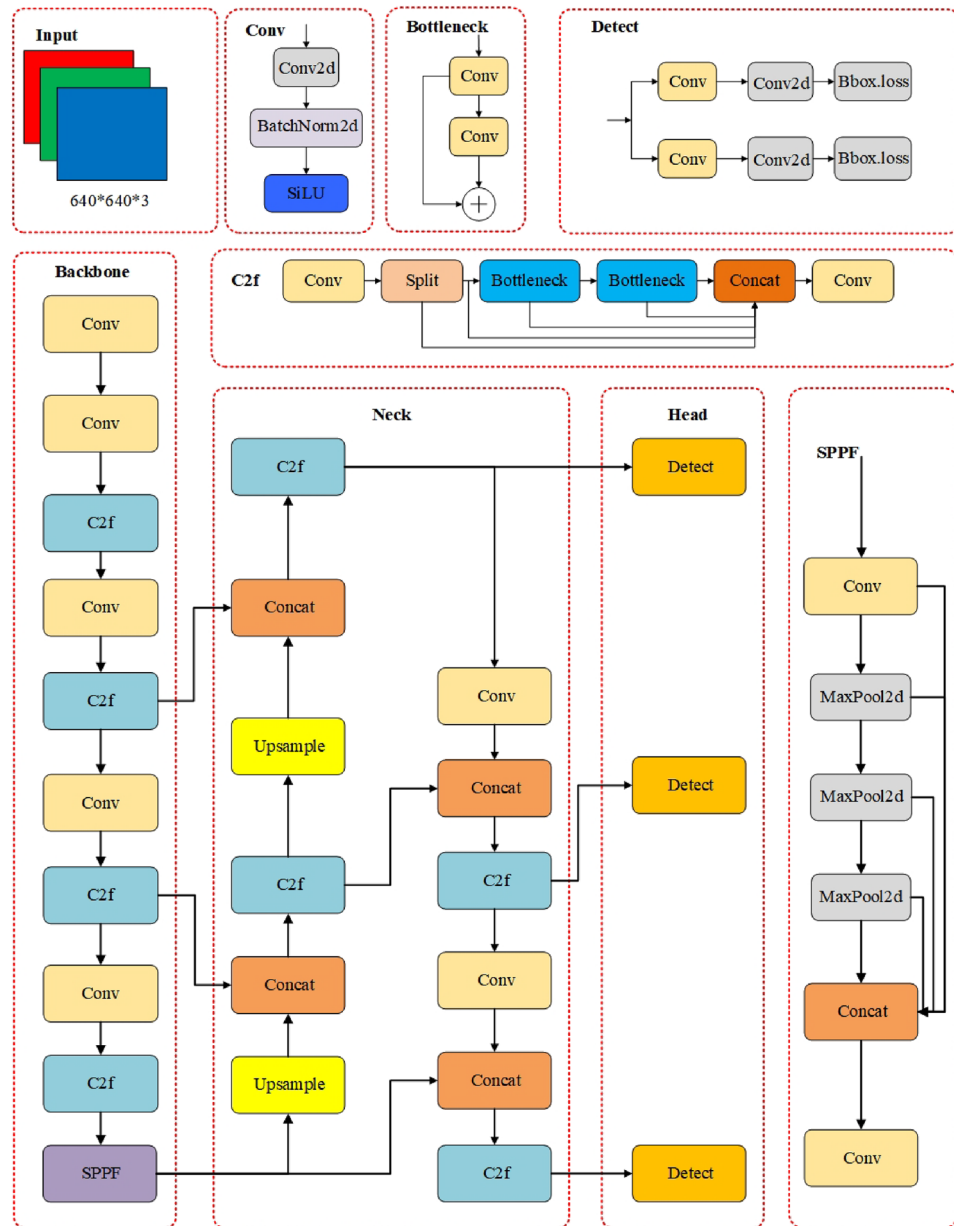 Input
640*640*3
Conv
Conv2d
BatchNorm2d
SiLU
Bottleneck
Conv
Conv
+
Detect
Conv
Conv2d
Bbox.loss
Conv
Conv2d
Bbox.loss
C2f
Conv
Split
Bottleneck
Bottleneck
Concat
Conv
Backbone
Conv
Conv
C2f
Conv
C2f
Conv
C2f
Conv
C2f
SPPF
Neck
C2f
Concat
Upsample
C2f
Concat
Upsample
Conv
Concat
C2f
Conv
Concat
C2f
Head
Detect
Detect
Detect
SPPF
Conv
MaxPool2d
MaxPool2d
MaxPool2d
Concat
Conv